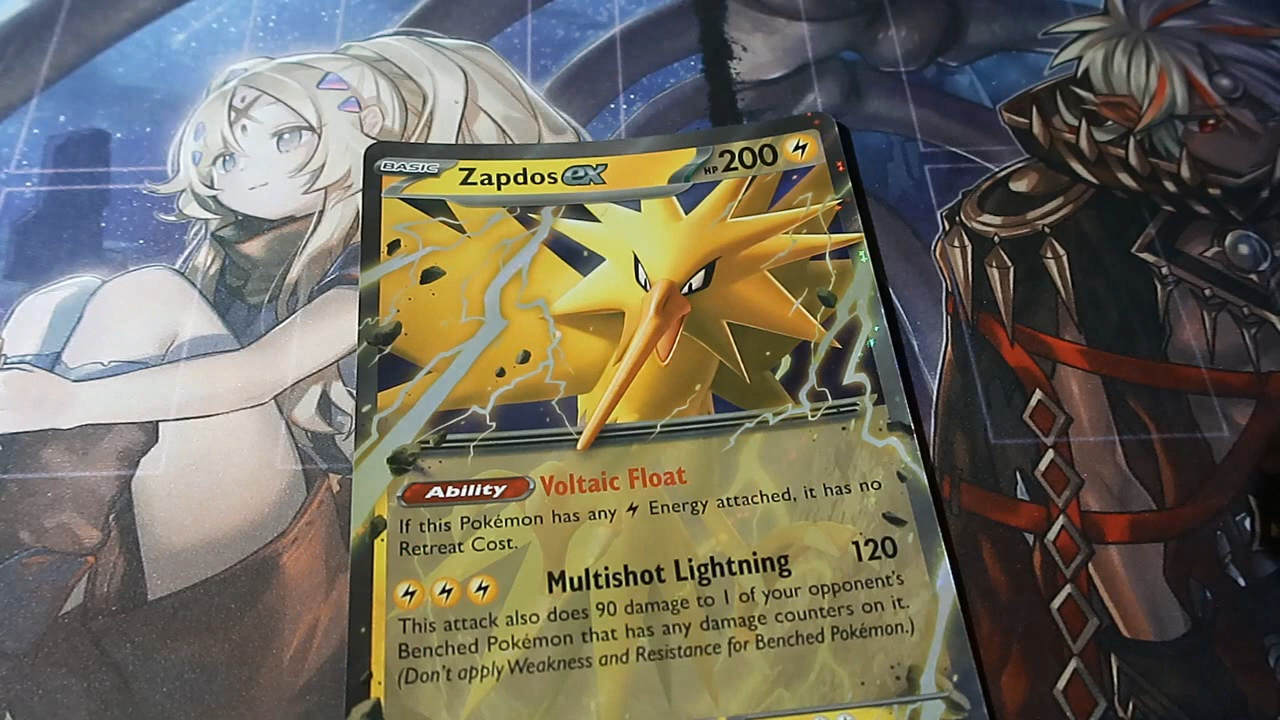 BASIC Zapdos ex HP 200
Ability Voltaic Float
If this Pokémon has any Energy attached, it has no
Retreat Cost.
Multishot Lightning 120
This attack also does 90 damage to 1 of your opponent's
Benched Pokémon that has any damage counters on it.
(Don't apply Weakness and Resistance for Benched Pokémon.)